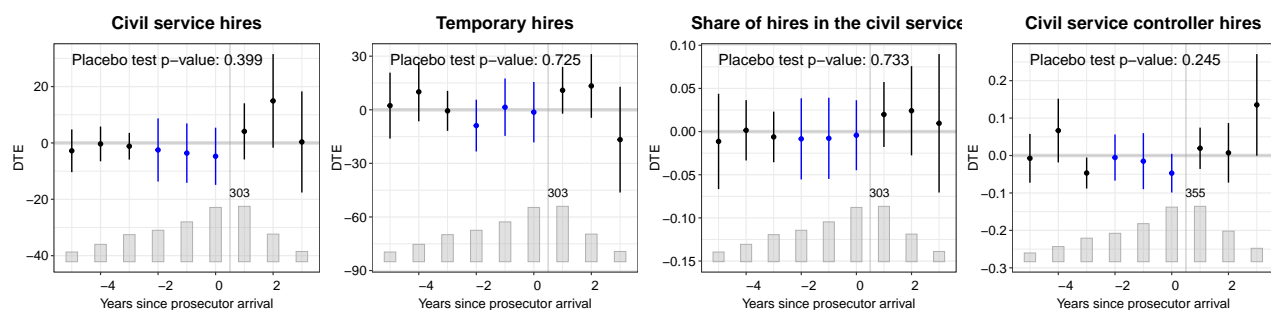 Civil service hires
Placebo test p−value: 0.399
DTE
20
0
−20
−40
303
−4
−2
0
2
Years since prosecutor arrival
Temporary hires
Placebo test p−value: 0.725
DTE
30
0
−30
−60
−90
303
−4
−2
0
2
Years since prosecutor arrival
Share of hires in the civil service
Placebo test p−value: 0.733
DTE
0.10
0.05
0.00
−0.05
−0.10
−0.15
303
−4
−2
0
2
Years since prosecutor arrival
Civil service controller hires
Placebo test p−value: 0.245
DTE
0.2
0.1
0.0
−0.1
−0.2
−0.3
355
−4
−2
0
2
Years since prosecutor arrival